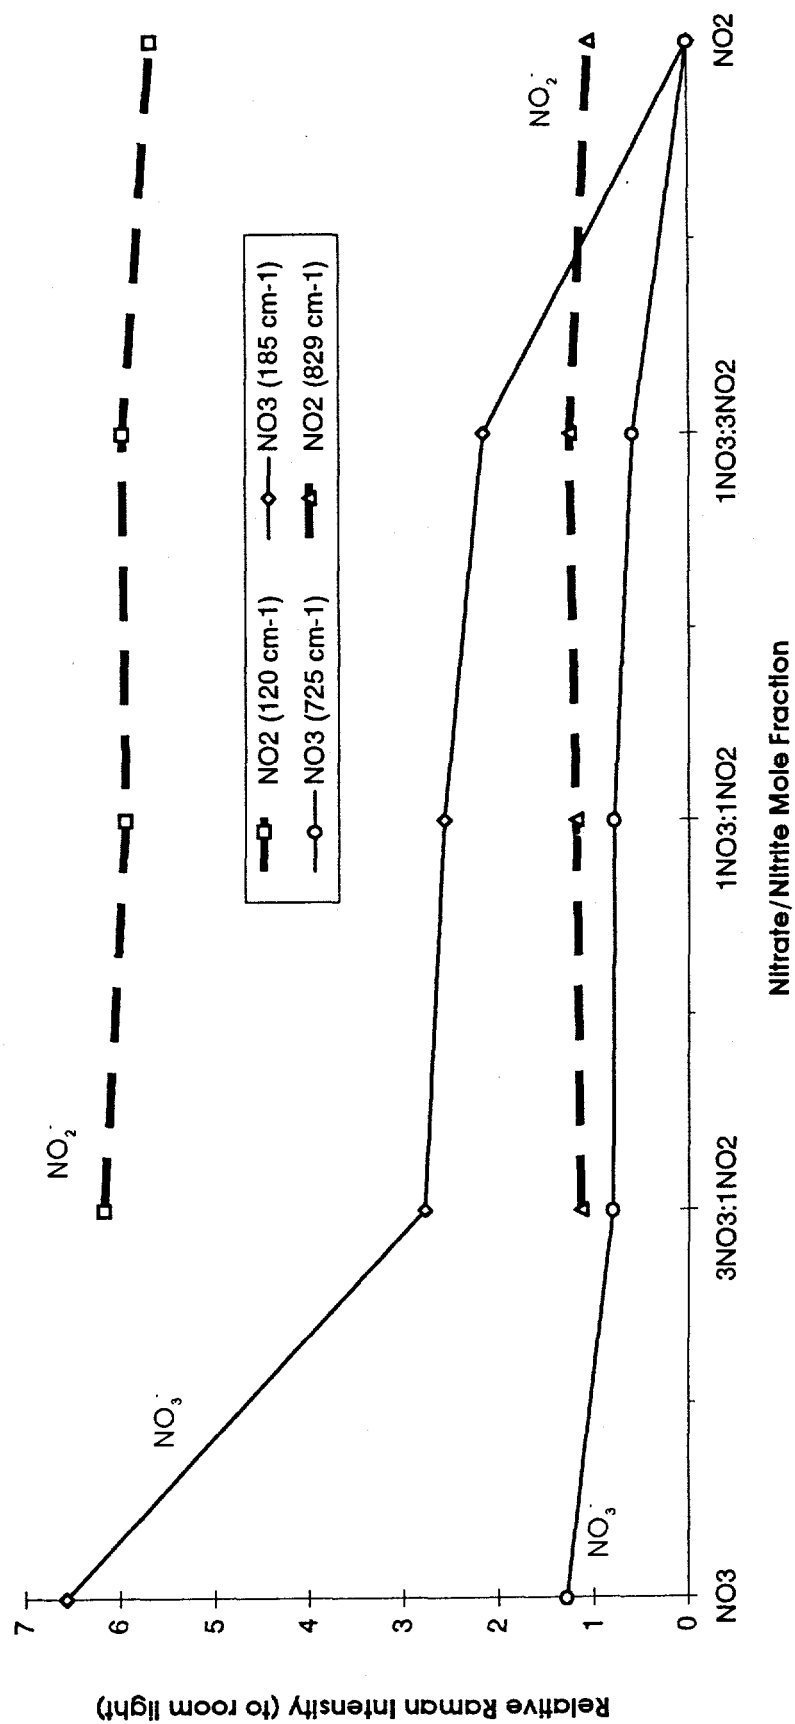 Relative Raman Intensity (to room light)
7
6
5
4
3
2
1
0
NO₂⁻
NO₃⁻
NO₃⁻
NO₂⁻
NO2 (120 cm-1)
NO3 (185 cm-1)
NO3 (725 cm-1)
NO2 (829 cm-1)
NO3
3NO3:1NO2
1NO3:1NO2
1NO3:3NO2
NO2
Nitrate/Nitrite Mole Fraction